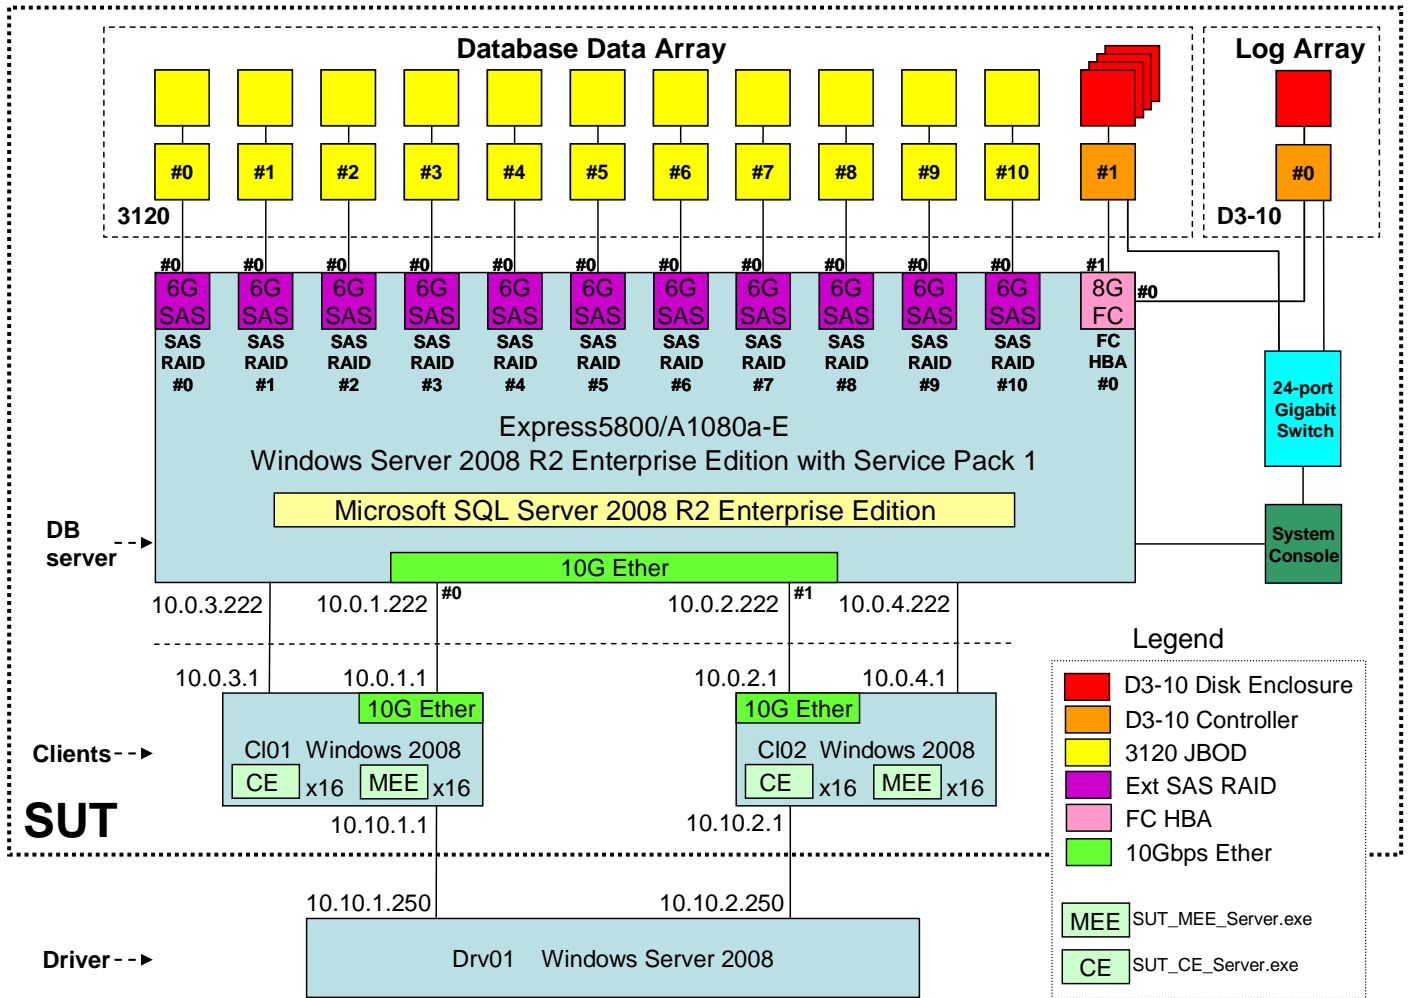 Database Data Array
Log Array
#0 #1 #2 #3 #4 #5 #6 #7 #8 #9 #10 #1 #0
3120
D3-10
#0 #0 #0 #0 #0 #0 #0 #0 #0 #0 #0 #1
6G SAS
6G SAS
6G SAS
6G SAS
6G SAS
6G SAS
6G SAS
6G SAS
6G SAS
6G SAS
6G SAS
8G FC
#0
SAS RAID #0
SAS RAID #1
SAS RAID #2
SAS RAID #3
SAS RAID #4
SAS RAID #5
SAS RAID #6
SAS RAID #7
SAS RAID #8
SAS RAID #9
SAS RAID #10
FC HBA #0
24-port
Gigabit
Switch
Express5800/A1080a-E
Windows Server 2008 R2 Enterprise Edition with Service Pack 1
Microsoft SQL Server 2008 R2 Enterprise Edition
DB
server
System
Console
10G Ether
10.0.3.222
10.0.1.222
#0
10.0.2.222
#1
10.0.4.222
10.0.3.1
10.0.1.1
10.0.2.1
10.0.4.1
10G Ether
10G Ether
Clients
Cl01 Windows 2008
CE x16 MEE x16
Cl02 Windows 2008
CE x16 MEE x16
SUT
10.10.1.1
10.10.2.1
10.10.1.250
10.10.2.250
Driver
Drv01 Windows Server 2008
Legend
D3-10 Disk Enclosure
D3-10 Controller
3120 JBOD
Ext SAS RAID
FC HBA
10Gbps Ether
MEE SUT_MEE_Server.exe
CE SUT_CE_Server.exe